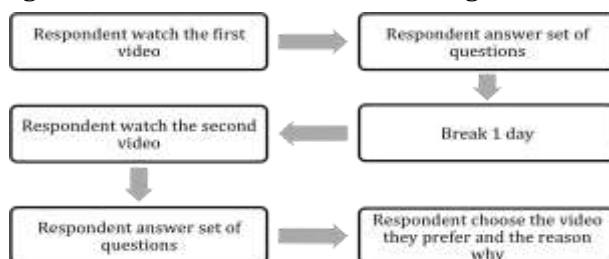 Respondent watch the first
video
Respondent answer set of
questions
Break 1 day
Respondent watch the second
video
Respondent answer set of
questions
Respondent choose the video
they prefer and the reason
why